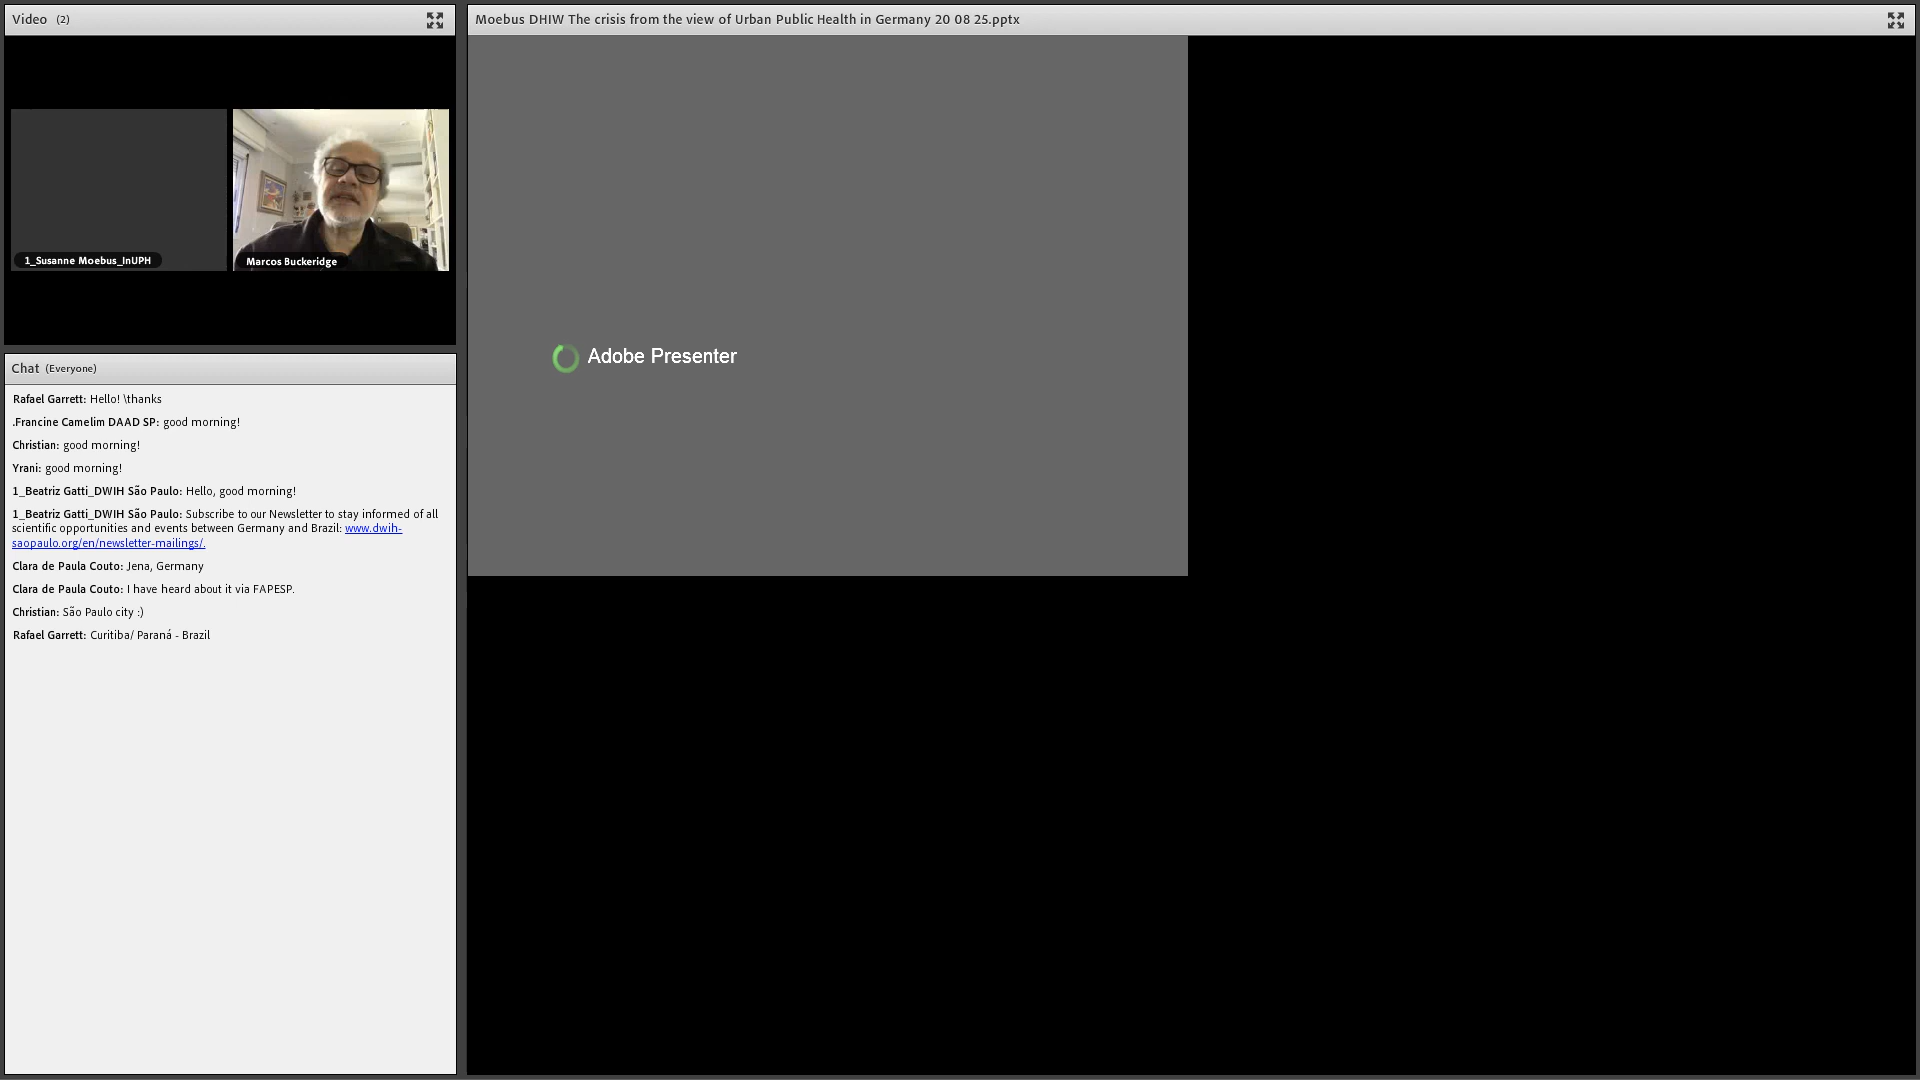 Video (2)
1_Susanne Moebus_InUPH
Marcos Buckeridge
Chat (Everyone)
Rafael Garrett: Hello! \thanks
.Francine Camelim DAAD SP: good morning!
Christian: good morning!
Yrani: good morning!
1_Beatriz Gatti_DWIH São Paulo: Hello, good morning!
1_Beatriz Gatti_DWIH São Paulo: Subscribe to our Newsletter to stay informed of all
scientific opportunities and events between Germany and Brazil: www.dwih-
saopaulo.org/en/newsletter-mailings/.
Clara de Paula Couto: Jena, Germany
Clara de Paula Couto: I have heard about it via FAPESP.
Christian: São Paulo city :)
Rafael Garrett: Curitiba/ Paraná - Brazil
Moebus DHIW The crisis from the view of Urban Public Health in Germany 20 08 25.pptx
Adobe Presenter